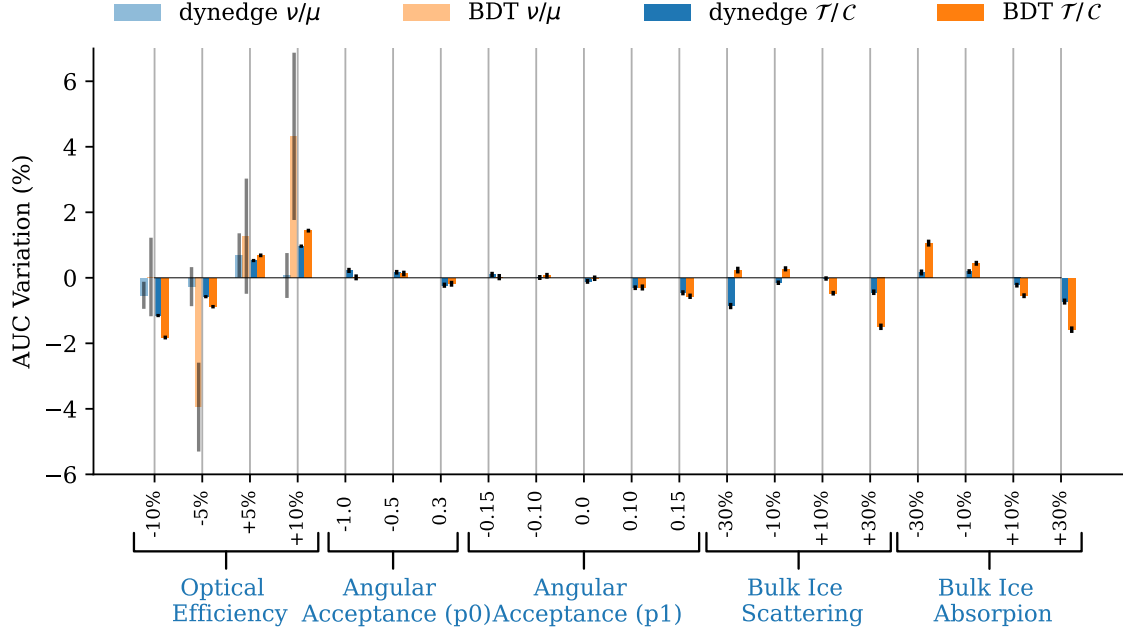 dynedge ν/μ BDT ν/μ dynedge 𝒯/𝒞 BDT 𝒯/𝒞
AUC Variation (%)
6
4
2
0
−2
−4
−6
-10% -5% +5% +10% -1.0 -0.5 0.3 -0.15 -0.10 0.0 0.10 0.15 -30% -10% +10% +30% -30% -10% +10% +30%
Optical Angular Angular Bulk Ice Bulk Ice
Efficiency Acceptance (p0) Acceptance (p1) Scattering Absorpion